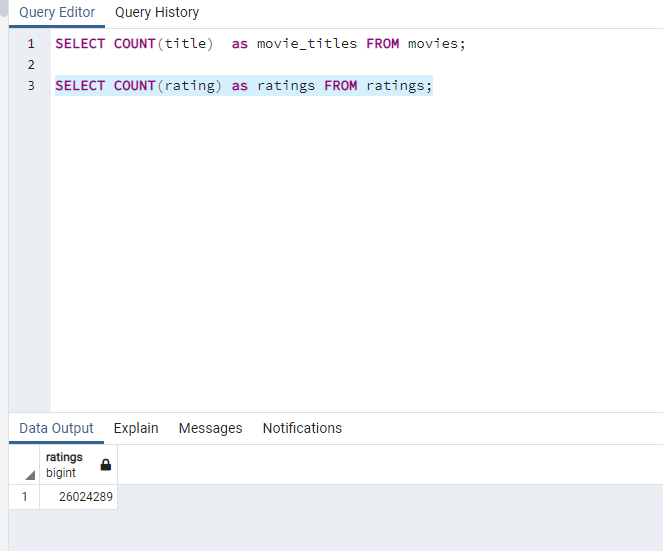 Query Editor Query History
1 SELECT COUNT(title)  as movie_titles FROM movies;
2
3 SELECT COUNT(rating) as ratings FROM ratings;
Data Output Explain Messages Notifications
ratings
bigint
1 26024289